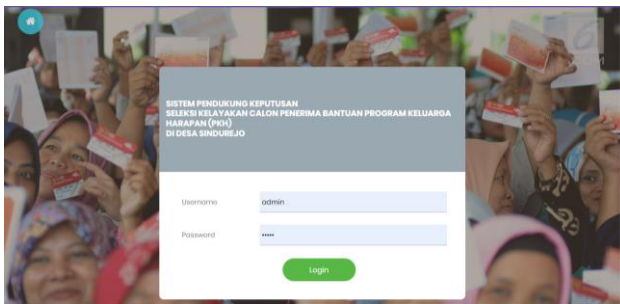 SISTEM PENDUKUNG KEPUTUSAN
SELEKSI KELAYAKAN CALON PENERIMA BANTUAN PROGRAM KELUARGA
HARAPAN (PKH)
DI DESA SINDUREJO
Username admin
Password •••••
Login